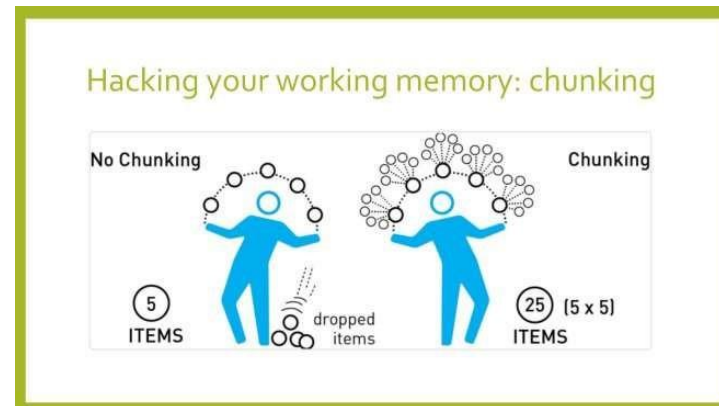 Hacking your working memory: chunking
No Chunking
5
ITEMS
dropped
items
Chunking
25 (5 x 5)
ITEMS